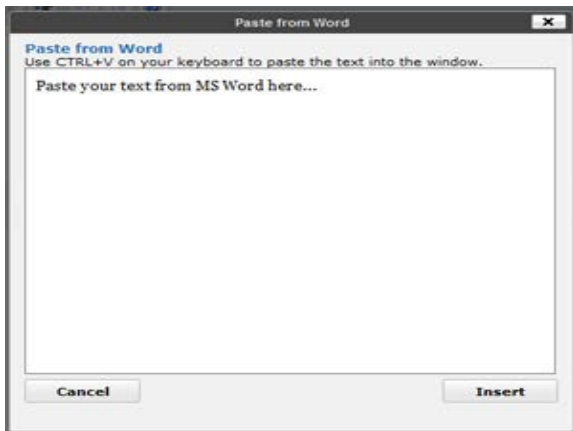 Paste from Word
Paste from Word
Use CTRL+V on your keyboard to paste the text into the window.
Paste your text from MS Word here...
Cancel Insert